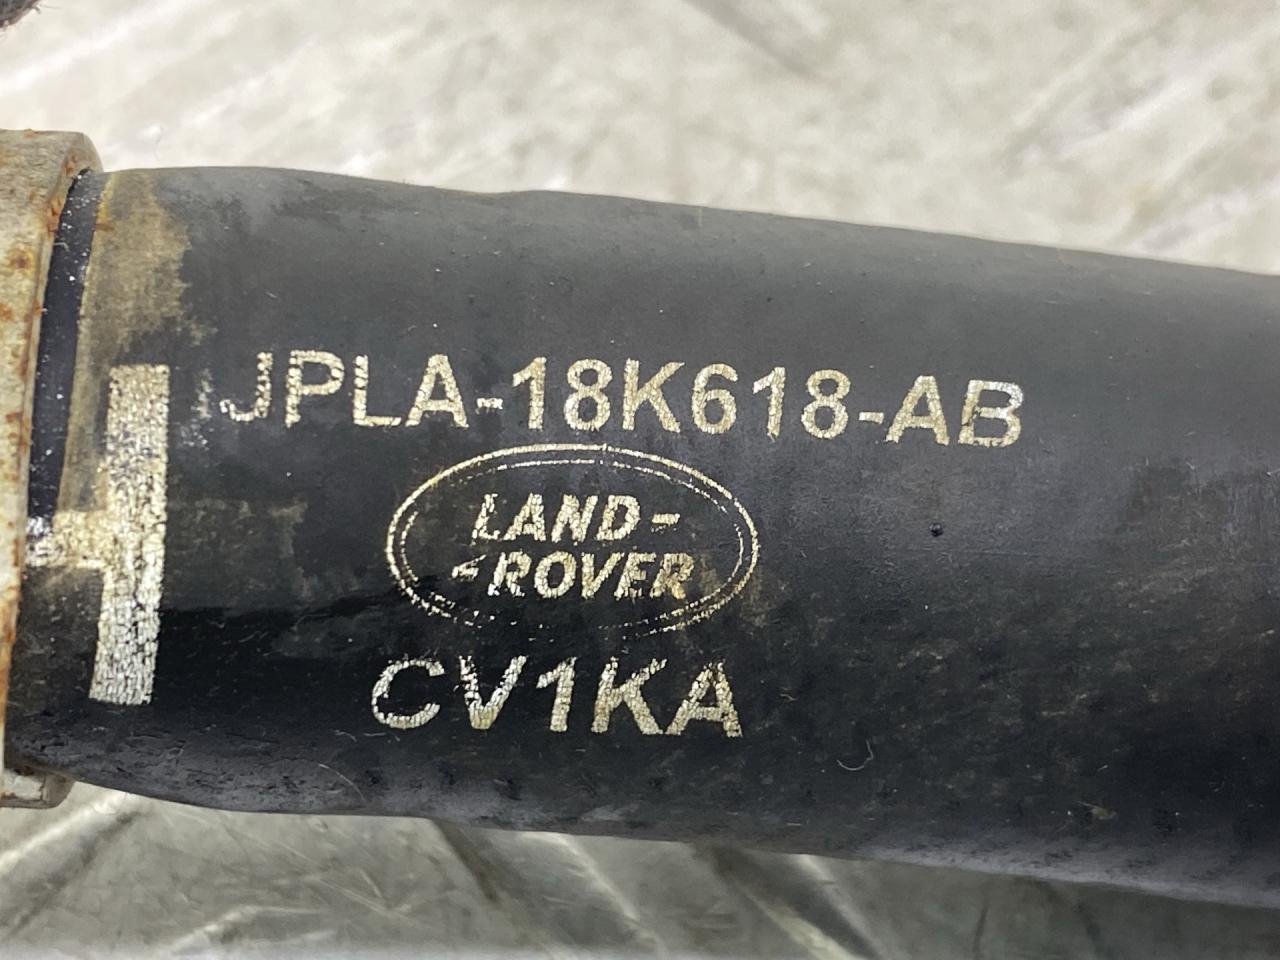 JPLA-18K618-AB
LAND-
-ROVER
CV1KA